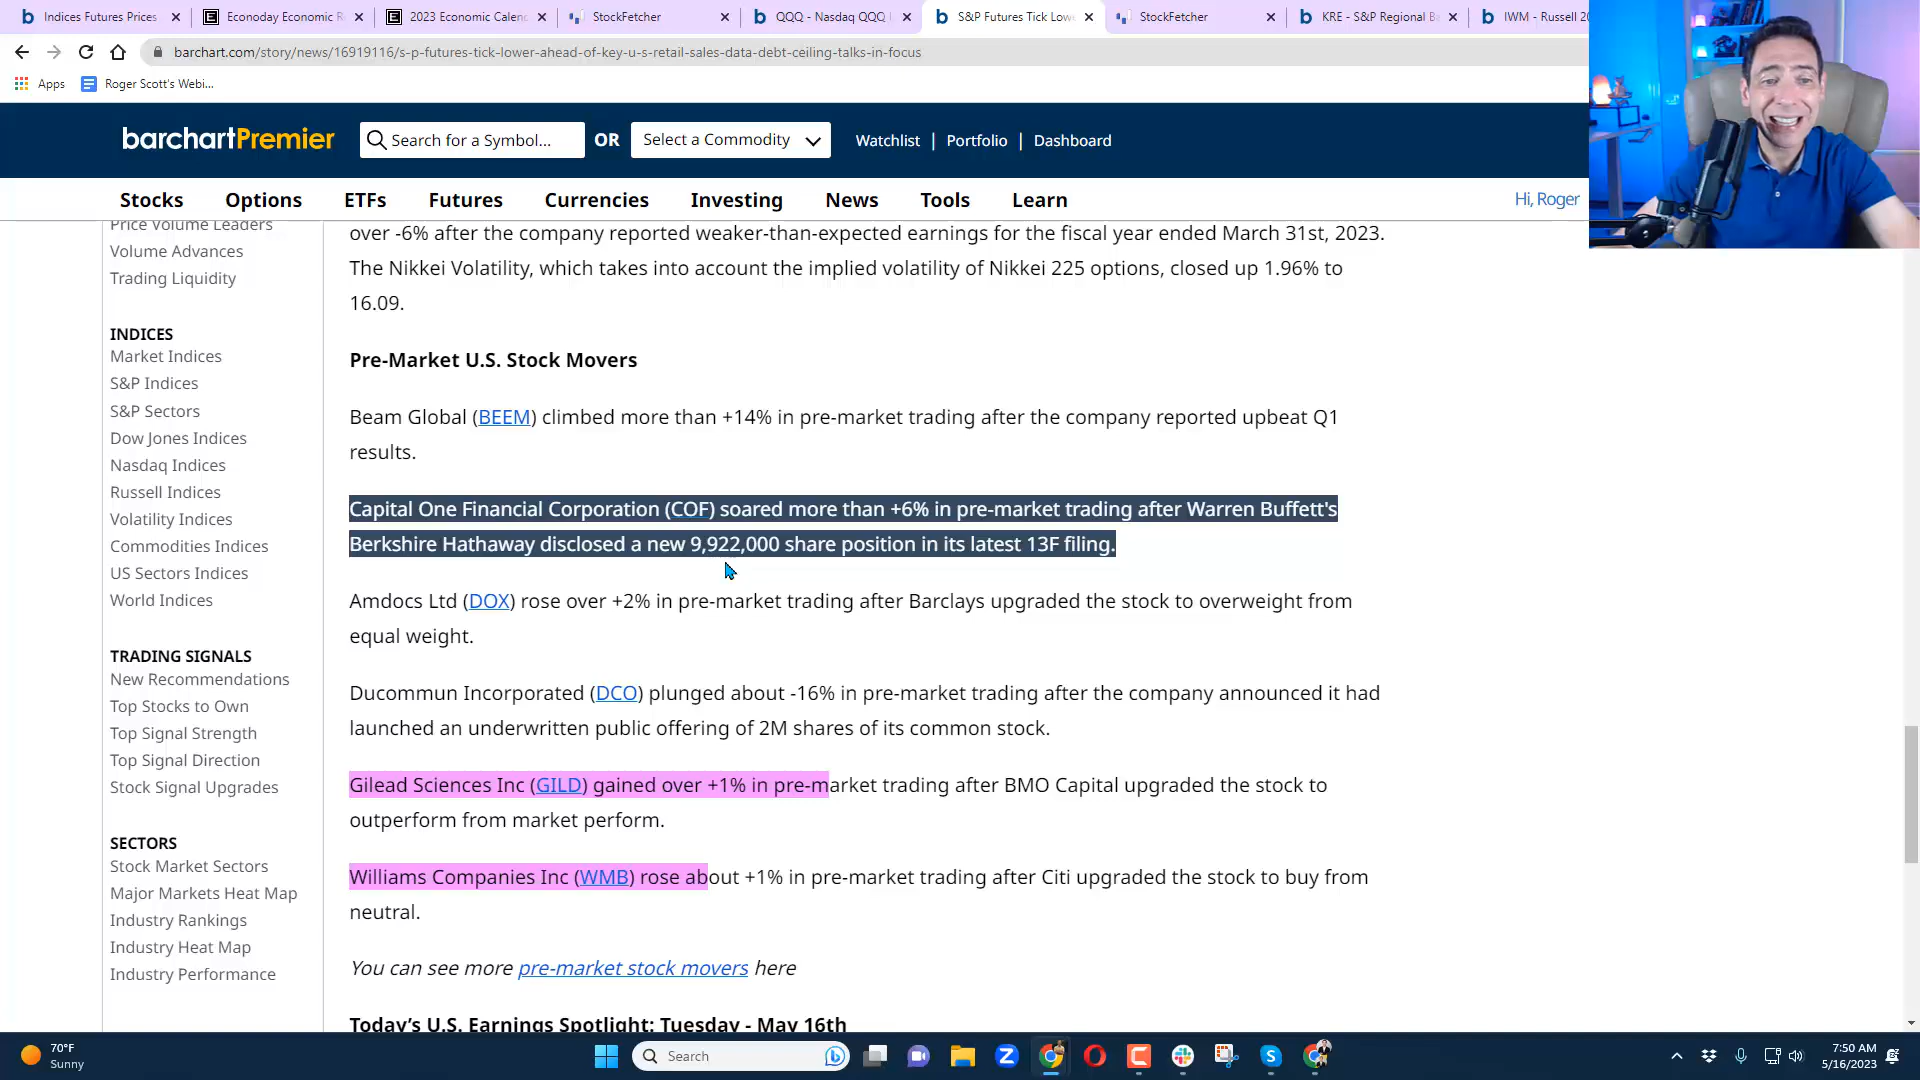 Indices Futures Prices
Econoday Economic Re
2023 Economic Calend
StockFetcher
QQQ - Nasdaq QQQ
S&P Futures Tick Low
StockFetcher
KRE - S&P Regional B
IWM - Russell 20
barchart.com/story/news/16919116/s-p-futures-tick-lower-ahead-of-key-u-s-retail-sales-data-debt-ceiling-talks-in-focus
Apps
Roger Scott's Webi...
barchartPremier
Search for a Symbol...
OR
Select a Commodity
Watchlist | Portfolio | Dashboard
Stocks Options ETFs Futures Currencies Investing News Tools Learn
Hi, Roger
Price Volume Leaders
Volume Advances
Trading Liquidity
INDICES
Market Indices
S&P Indices
S&P Sectors
Dow Jones Indices
Nasdaq Indices
Russell Indices
Volatility Indices
Commodities Indices
US Sectors Indices
World Indices
TRADING SIGNALS
New Recommendations
Top Stocks to Own
Top Signal Strength
Top Signal Direction
Stock Signal Upgrades
SECTORS
Stock Market Sectors
Major Markets Heat Map
Industry Rankings
Industry Heat Map
Industry Performance
over -6% after the company reported weaker-than-expected earnings for the fiscal year ended March 31st, 2023.
The Nikkei Volatility, which takes into account the implied volatility of Nikkei 225 options, closed up 1.96% to
16.09.
Pre-Market U.S. Stock Movers
Beam Global (BEEM) climbed more than +14% in pre-market trading after the company reported upbeat Q1
results.
Capital One Financial Corporation (COF) soared more than +6% in pre-market trading after Warren Buffett's
Berkshire Hathaway disclosed a new 9,922,000 share position in its latest 13F filing.
Amdocs Ltd (DOX) rose over +2% in pre-market trading after Barclays upgraded the stock to overweight from
equal weight.
Ducommun Incorporated (DCO) plunged about -16% in pre-market trading after the company announced it had
launched an underwritten public offering of 2M shares of its common stock.
Gilead Sciences Inc (GILD) gained over +1% in pre-market trading after BMO Capital upgraded the stock to
outperform from market perform.
Williams Companies Inc (WMB) rose about +1% in pre-market trading after Citi upgraded the stock to buy from
neutral.
You can see more pre-market stock movers here
Today's U.S. Earnings Spotlight: Tuesday - May 16th
70°F
Sunny
Search
7:50 AM
5/16/2023